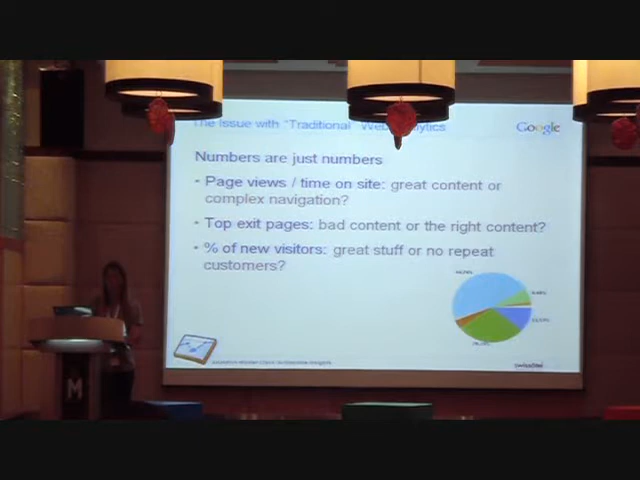 The Issue with "Traditional" Web Analytics
Google
Numbers are just numbers
• Page views / time on site: great content or
complex navigation?
• Top exit pages: bad content or the right content?
• % of new visitors: great stuff or no repeat
customers?
M